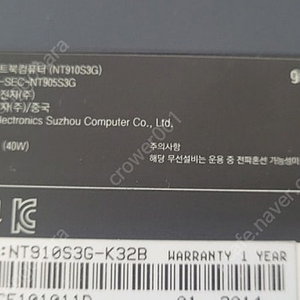 트북컴퓨터 (NT910S3G)
-SEC-NT905S3G
전자(주)
자(주)/중국
lectronics Suzhou Computer Co., Ltd.
(40W)
주의사항
해당 무선설비는 운용 중 전파혼선 가능성이
:NT910S3G-K32B
WARRANTY 1 YEAR
crower001